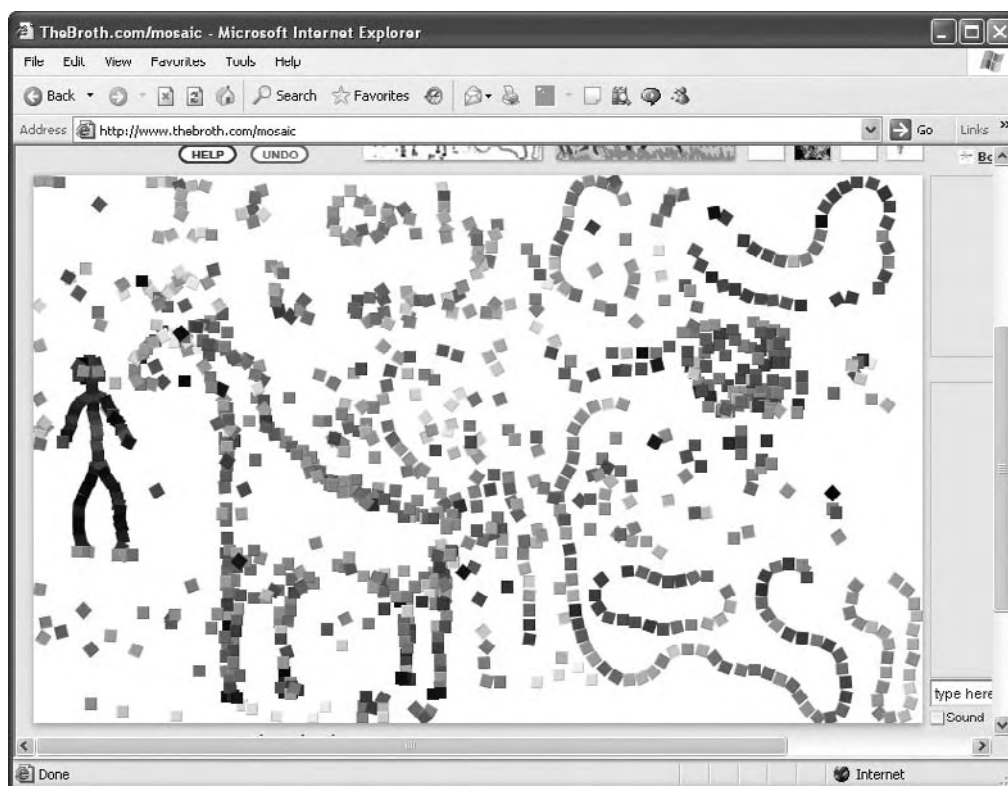 TheBroth.com/mosaic - Microsoft Internet Explorer
File Edit View Favorites Tools Help
Back Search Favorites
Address http://www.thebroth.com/mosaic Go Links »
HELP UNDO
Bo
type here
Sound
Done Internet